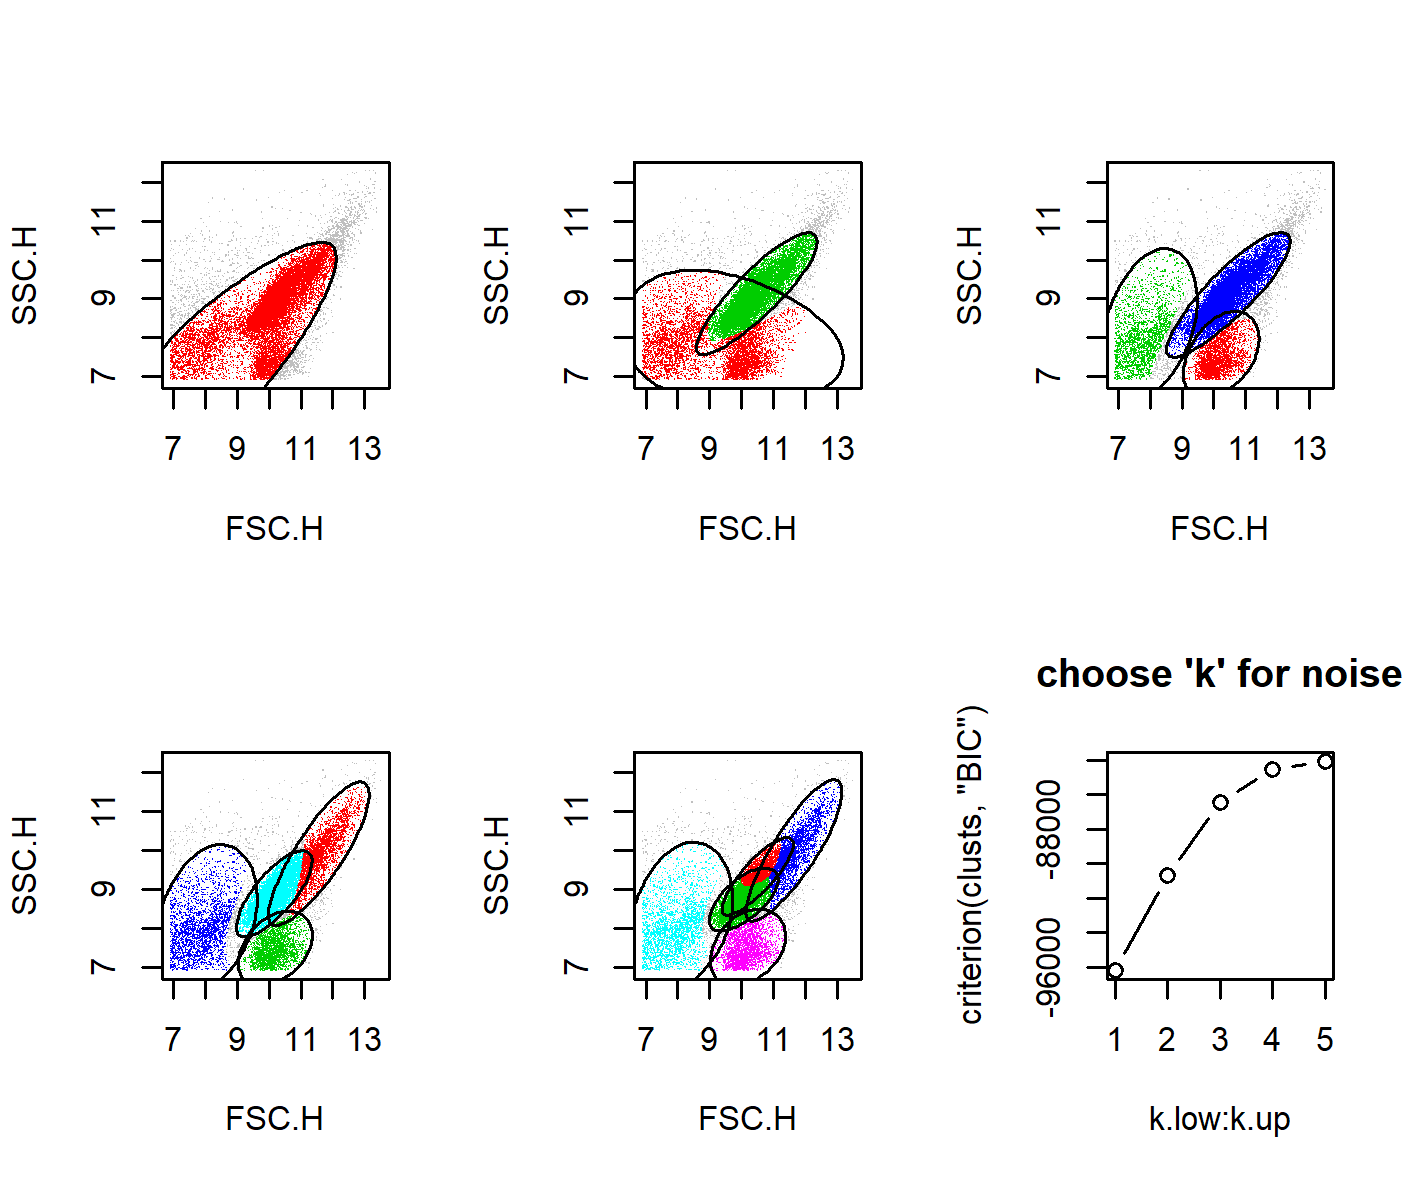 SSC.H
11
9
7
7 9 11 13
FSC.H
SSC.H
11
9
7
7 9 11 13
FSC.H
SSC.H
11
9
7
7 9 11 13
FSC.H
SSC.H
11
9
7
7 9 11 13
FSC.H
SSC.H
11
9
7
7 9 11 13
FSC.H
choose 'k' for noise
criterion(clusts, "BIC")
-88000
-96000
1 2 3 4 5
k.low:k.up